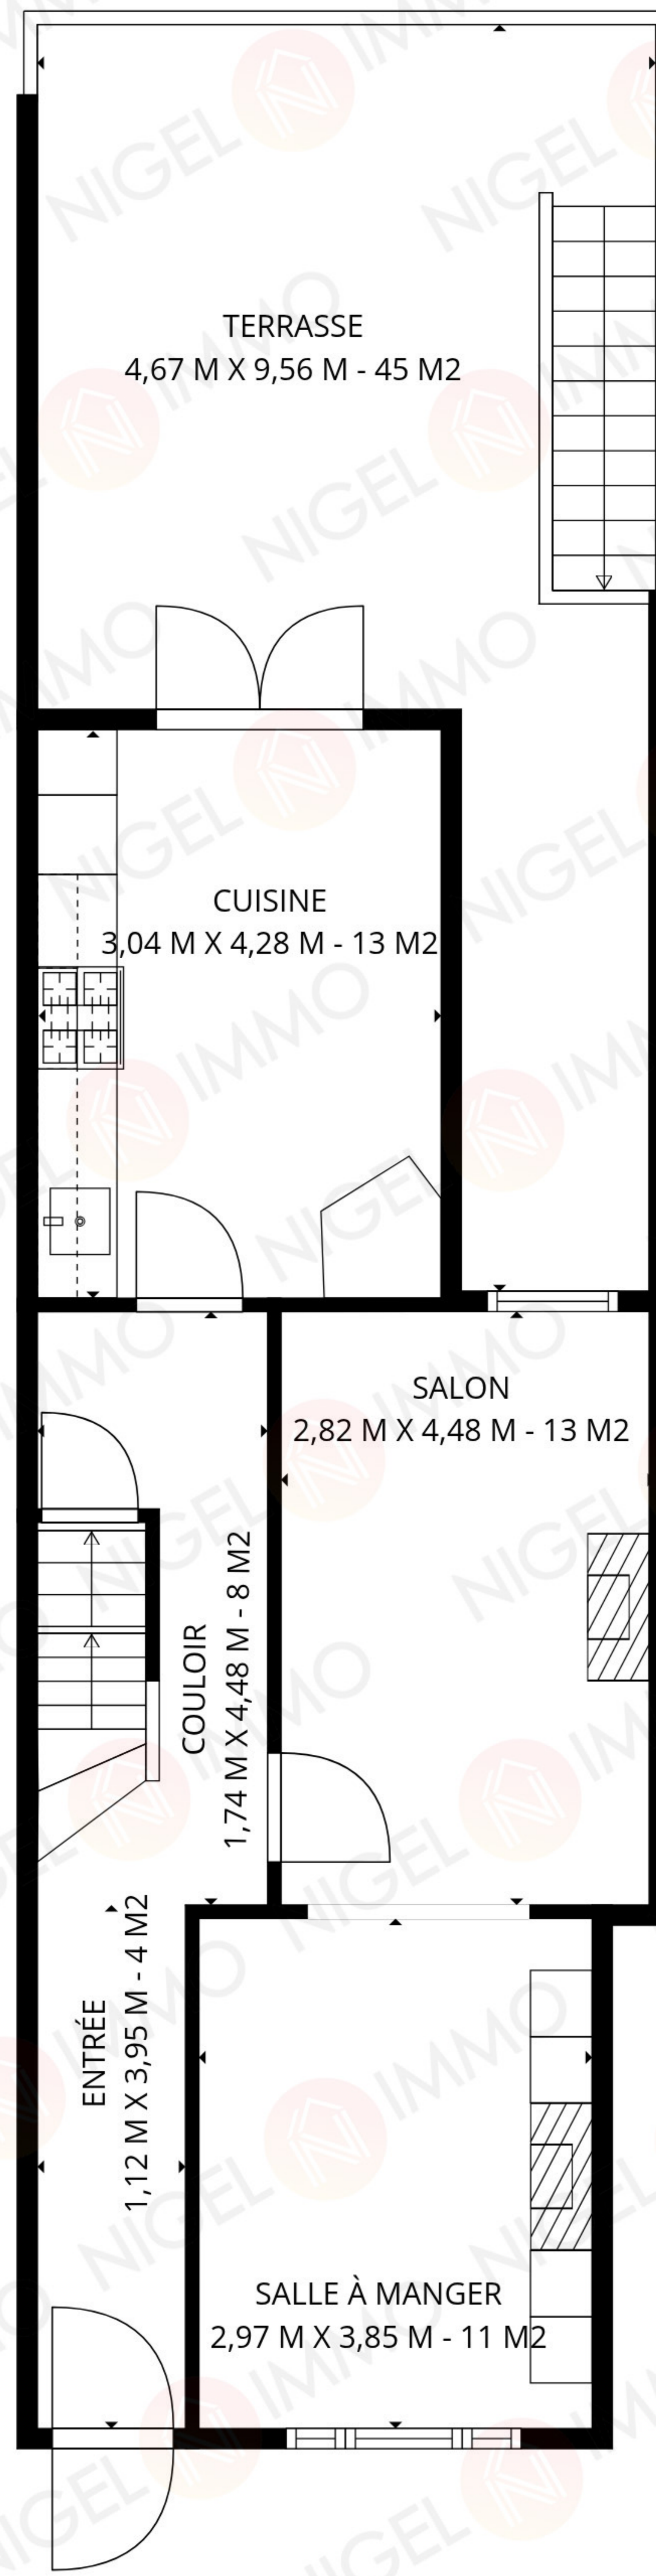 TERRASSE
4,67 M X 9,56 M - 45 M2
CUISINE
3,04 M X 4,28 M - 13 M2
SALON
2,82 M X 4,48 M - 13 M2
COULOIR
1,74 M X 4,48 M - 8 M2
ENTRÉE
1,12 M X 3,95 M - 4 M2
SALLE À MANGER
2,97 M X 3,85 M - 11 M2
NIGEL IMMO